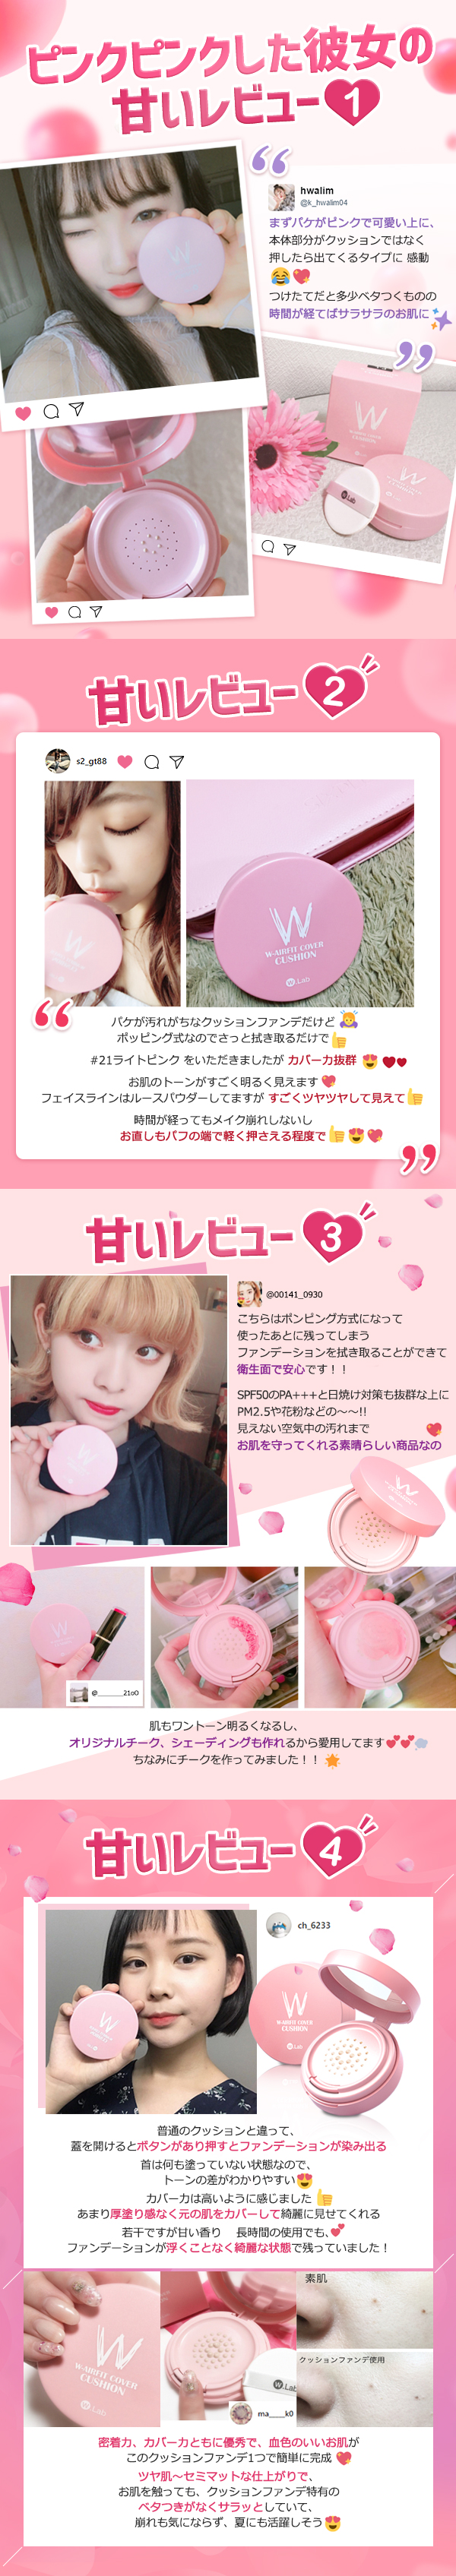 ピンクピンクした彼女の
甘いレビュー 1
hwalim
@k_hwalim04
まずパケがピンクで可愛い上に、
本体部分がクッションではなく
押したら出てくるタイプに 感動
😂💖
つけたてだと多少ベタつくものの
時間が経てばサラサラのお肌に
W
W
W-AIRFIT COVER
CUSHION
W.Lab
甘いレビュー 2
s2_gt88
W
W-AIRFIT COVER
CUSHION
W.Lab
パケが汚れがちなクッションファンデだけど
ポッピング式なのでさっと拭き取るだけで👍
#21ライトピンク をいただきましたが カバー力抜群 😍
お肌のトーンがすごく明るく見えます💖
フェイスラインはルースパウダーしてますが すごくツヤツヤして見えて👍
時間が経ってもメイク崩れしないし
お直しもパフの端で軽く押さえる程度で👍😍💖
甘いレビュー 3
@00141_0930
こちらはポンピング方式になって
使ったあとに残ってしまう
ファンデーションを拭き取ることができて
衛生面で安心です！！
SPF50のPA+++と日焼け対策も抜群な上に
PM2.5や花粉などの〜〜!!
見えない空気中の汚れまで
お肌を守ってくれる素晴らしい商品なの
W
肌もワントーン明るくなるし、
オリジナルチーク、シェーディングも作れるから愛用してます💕💕
ちなみにチークを作ってみました！！
甘いレビュー 4
ch_6233
W
W-AIRFIT COVER
CUSHION
W.Lab
普通のクッションと違って、
蓋を開けるとボタンがあり押すとファンデーションが染み出る
首は何も塗っていない状態なので、
トーンの差がわかりやすい😍
カバー力は高いように感じました👍
あまり厚塗り感なく元の肌をカバーして綺麗に見せてくれる
若干ですが甘い香り　長時間の使用でも、💕
ファンデーションが浮くことなく綺麗な状態で残っていました！
素肌
クッションファンデ使用
W
W-AIRFIT COVER
CUSHION
W.Lab
W.Lab
密着力、カバー力ともに優秀で、血色のいいお肌が
このクッションファンデ1つで簡単に完成 💖
ツヤ肌〜セミマットな仕上がりで、
お肌を触っても、クッションファンデ特有の
ベタつきがなくサラッとしていて、
崩れも気にならず、夏にも活躍しそう😍